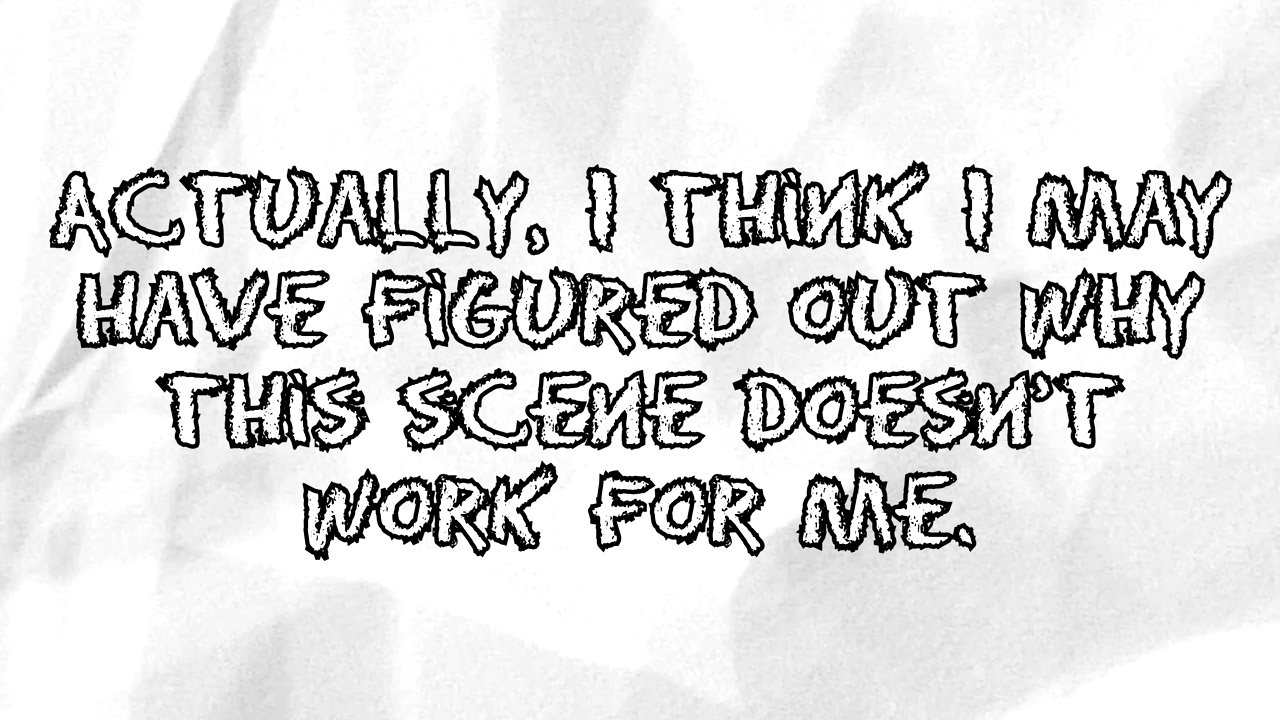 ACTUALLY, I THINK I MAY
HAVE FIGURED OUT WHY
THIS SCENE DOESN'T
WORK FOR ME.